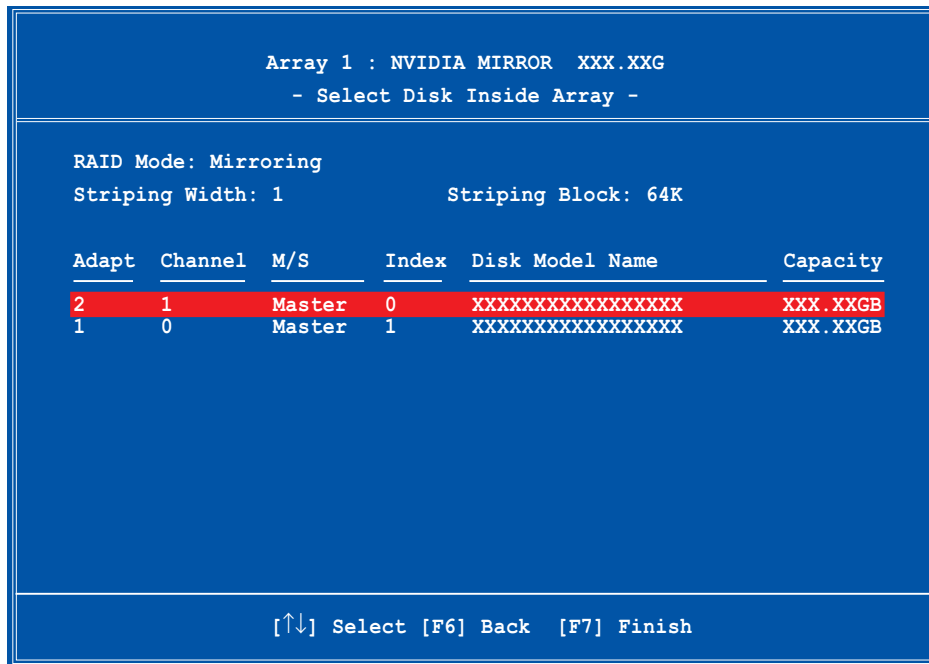 Array 1 : NVIDIA MIRROR XXX.XXG
- Select Disk Inside Array -
RAID Mode: Mirroring
Striping Width: 1 Striping Block: 64K
Adapt Channel M/S Index Disk Model Name Capacity
2 1 Master 0 XXXXXXXXXXXXXXXXX XXX.XXGB
1 0 Master 1 XXXXXXXXXXXXXXXXX XXX.XXGB
[↑↓] Select [F6] Back [F7] Finish